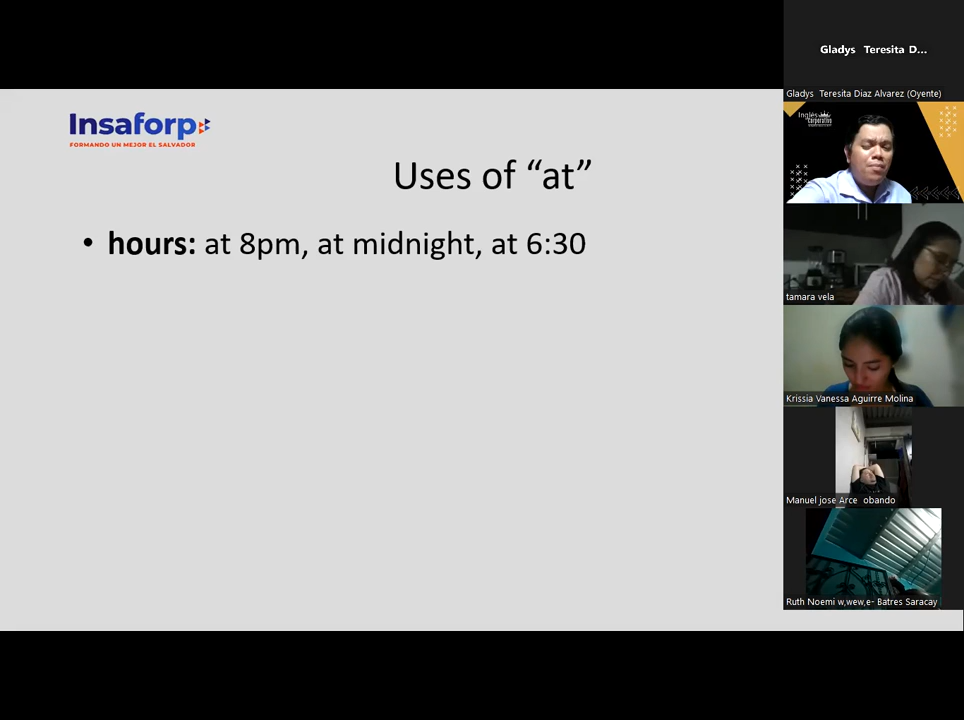 Insaforp
FORMANDO UN MEJOR EL SALVADOR
Uses of “at”
• hours: at 8pm, at midnight, at 6:30
Gladys Teresita D...
Gladys Teresita Diaz Alvarez (Oyente)
Inglés
corporativo
tamara vela
Krissia Vanessa Aguirre Molina
Manuel jose Arce obando
Ruth Noemi w,wew,e- Batres Saracay